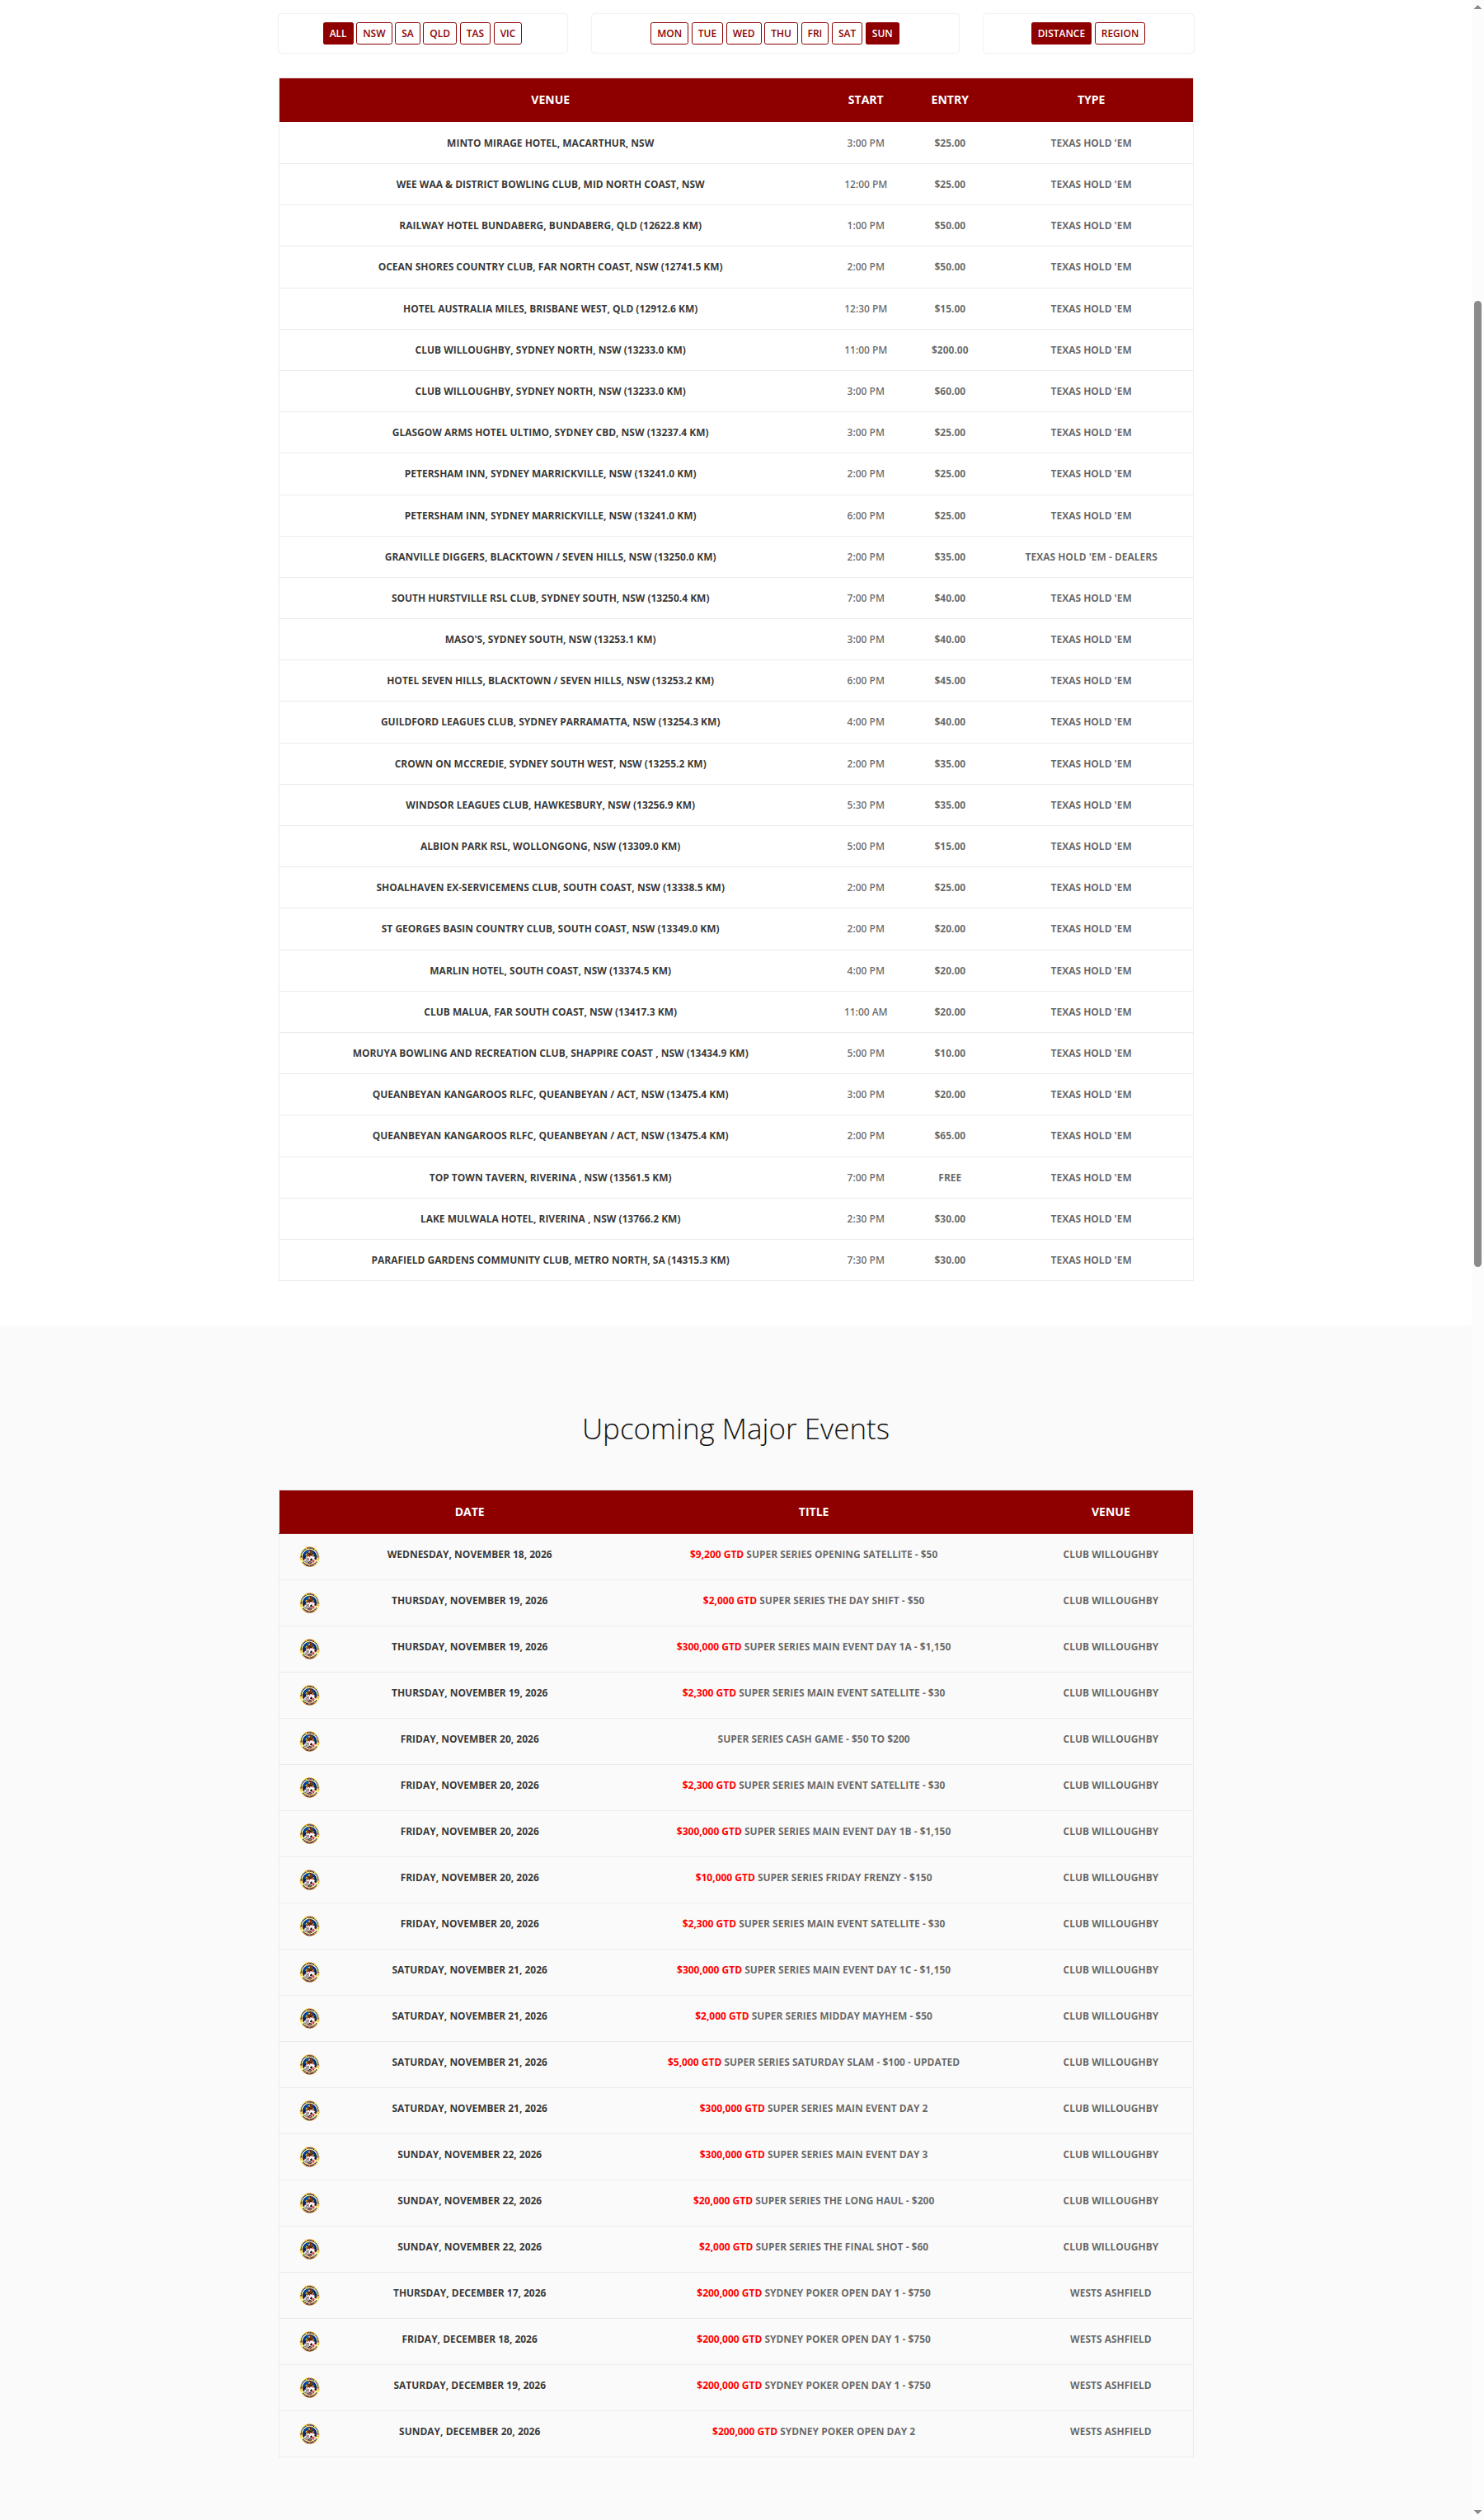 ALL NSW SA QLD TAS VIC MON TUE WED THU FRI SAT SUN DISTANCE REGION
VENUE START ENTRY TYPE
MINTO MIRAGE HOTEL, MACARTHUR, NSW 3:00 PM $25.00 TEXAS HOLD 'EM
WEE WAA & DISTRICT BOWLING CLUB, MID NORTH COAST, NSW 12:00 PM $25.00 TEXAS HOLD 'EM
RAILWAY HOTEL BUNDABERG, BUNDABERG, QLD (12622.8 KM) 1:00 PM $50.00 TEXAS HOLD 'EM
OCEAN SHORES COUNTRY CLUB, FAR NORTH COAST, NSW (12741.5 KM) 2:00 PM $50.00 TEXAS HOLD 'EM
HOTEL AUSTRALIA MILES, BRISBANE WEST, QLD (12912.6 KM) 12:30 PM $15.00 TEXAS HOLD 'EM
CLUB WILLOUGHBY, SYDNEY NORTH, NSW (13233.0 KM) 11:00 PM $200.00 TEXAS HOLD 'EM
CLUB WILLOUGHBY, SYDNEY NORTH, NSW (13233.0 KM) 3:00 PM $60.00 TEXAS HOLD 'EM
GLASGOW ARMS HOTEL ULTIMO, SYDNEY CBD, NSW (13237.4 KM) 3:00 PM $25.00 TEXAS HOLD 'EM
PETERSHAM INN, SYDNEY MARRICKVILLE, NSW (13241.0 KM) 2:00 PM $25.00 TEXAS HOLD 'EM
PETERSHAM INN, SYDNEY MARRICKVILLE, NSW (13241.0 KM) 6:00 PM $25.00 TEXAS HOLD 'EM
GRANVILLE DIGGERS, BLACKTOWN / SEVEN HILLS, NSW (13250.0 KM) 2:00 PM $35.00 TEXAS HOLD 'EM - DEALERS
SOUTH HURSTVILLE RSL CLUB, SYDNEY SOUTH, NSW (13250.4 KM) 7:00 PM $40.00 TEXAS HOLD 'EM
MASO'S, SYDNEY SOUTH, NSW (13253.1 KM) 3:00 PM $40.00 TEXAS HOLD 'EM
HOTEL SEVEN HILLS, BLACKTOWN / SEVEN HILLS, NSW (13253.2 KM) 6:00 PM $45.00 TEXAS HOLD 'EM
GUILDFORD LEAGUES CLUB, SYDNEY PARRAMATTA, NSW (13254.3 KM) 4:00 PM $40.00 TEXAS HOLD 'EM
CROWN ON MCCREDIE, SYDNEY SOUTH WEST, NSW (13255.2 KM) 2:00 PM $35.00 TEXAS HOLD 'EM
WINDSOR LEAGUES CLUB, HAWKESBURY, NSW (13256.9 KM) 5:30 PM $35.00 TEXAS HOLD 'EM
ALBION PARK RSL, WOLLONGONG, NSW (13309.0 KM) 5:00 PM $15.00 TEXAS HOLD 'EM
SHOALHAVEN EX-SERVICEMENS CLUB, SOUTH COAST, NSW (13338.5 KM) 2:00 PM $25.00 TEXAS HOLD 'EM
ST GEORGES BASIN COUNTRY CLUB, SOUTH COAST, NSW (13349.0 KM) 2:00 PM $20.00 TEXAS HOLD 'EM
MARLIN HOTEL, SOUTH COAST, NSW (13374.5 KM) 4:00 PM $20.00 TEXAS HOLD 'EM
CLUB MALUA, FAR SOUTH COAST, NSW (13417.3 KM) 11:00 AM $20.00 TEXAS HOLD 'EM
MORUYA BOWLING AND RECREATION CLUB, SHAPPIRE COAST , NSW (13434.9 KM) 5:00 PM $10.00 TEXAS HOLD 'EM
QUEANBEYAN KANGAROOS RLFC, QUEANBEYAN / ACT, NSW (13475.4 KM) 3:00 PM $20.00 TEXAS HOLD 'EM
QUEANBEYAN KANGAROOS RLFC, QUEANBEYAN / ACT, NSW (13475.4 KM) 2:00 PM $65.00 TEXAS HOLD 'EM
TOP TOWN TAVERN, RIVERINA , NSW (13561.5 KM) 7:00 PM FREE TEXAS HOLD 'EM
LAKE MULWALA HOTEL, RIVERINA , NSW (13766.2 KM) 2:30 PM $30.00 TEXAS HOLD 'EM
PARAFIELD GARDENS COMMUNITY CLUB, METRO NORTH, SA (14315.3 KM) 7:30 PM $30.00 TEXAS HOLD 'EM
Upcoming Major Events
DATE TITLE VENUE
WEDNESDAY, NOVEMBER 18, 2026 $9,200 GTD SUPER SERIES OPENING SATELLITE - $50 CLUB WILLOUGHBY
THURSDAY, NOVEMBER 19, 2026 $2,000 GTD SUPER SERIES THE DAY SHIFT - $50 CLUB WILLOUGHBY
THURSDAY, NOVEMBER 19, 2026 $300,000 GTD SUPER SERIES MAIN EVENT DAY 1A - $1,150 CLUB WILLOUGHBY
THURSDAY, NOVEMBER 19, 2026 $2,300 GTD SUPER SERIES MAIN EVENT SATELLITE - $30 CLUB WILLOUGHBY
FRIDAY, NOVEMBER 20, 2026 SUPER SERIES CASH GAME - $50 TO $200 CLUB WILLOUGHBY
FRIDAY, NOVEMBER 20, 2026 $2,300 GTD SUPER SERIES MAIN EVENT SATELLITE - $30 CLUB WILLOUGHBY
FRIDAY, NOVEMBER 20, 2026 $300,000 GTD SUPER SERIES MAIN EVENT DAY 1B - $1,150 CLUB WILLOUGHBY
FRIDAY, NOVEMBER 20, 2026 $10,000 GTD SUPER SERIES FRIDAY FRENZY - $150 CLUB WILLOUGHBY
FRIDAY, NOVEMBER 20, 2026 $2,300 GTD SUPER SERIES MAIN EVENT SATELLITE - $30 CLUB WILLOUGHBY
SATURDAY, NOVEMBER 21, 2026 $300,000 GTD SUPER SERIES MAIN EVENT DAY 1C - $1,150 CLUB WILLOUGHBY
SATURDAY, NOVEMBER 21, 2026 $2,000 GTD SUPER SERIES MIDDAY MAYHEM - $50 CLUB WILLOUGHBY
SATURDAY, NOVEMBER 21, 2026 $5,000 GTD SUPER SERIES SATURDAY SLAM - $100 - UPDATED CLUB WILLOUGHBY
SATURDAY, NOVEMBER 21, 2026 $300,000 GTD SUPER SERIES MAIN EVENT DAY 2 CLUB WILLOUGHBY
SUNDAY, NOVEMBER 22, 2026 $300,000 GTD SUPER SERIES MAIN EVENT DAY 3 CLUB WILLOUGHBY
SUNDAY, NOVEMBER 22, 2026 $20,000 GTD SUPER SERIES THE LONG HAUL - $200 CLUB WILLOUGHBY
SUNDAY, NOVEMBER 22, 2026 $2,000 GTD SUPER SERIES THE FINAL SHOT - $60 CLUB WILLOUGHBY
THURSDAY, DECEMBER 17, 2026 $200,000 GTD SYDNEY POKER OPEN DAY 1 - $750 WESTS ASHFIELD
FRIDAY, DECEMBER 18, 2026 $200,000 GTD SYDNEY POKER OPEN DAY 1 - $750 WESTS ASHFIELD
SATURDAY, DECEMBER 19, 2026 $200,000 GTD SYDNEY POKER OPEN DAY 1 - $750 WESTS ASHFIELD
SUNDAY, DECEMBER 20, 2026 $200,000 GTD SYDNEY POKER OPEN DAY 2 WESTS ASHFIELD